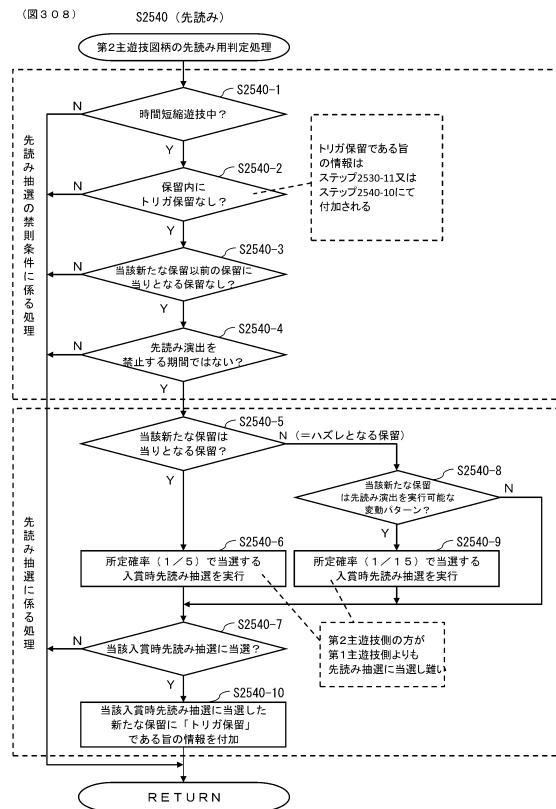 (図308)
S2540 (先読み)
第2主遊技図柄の先読み用判定処理
先読み抽選の禁則条件に係る処理
S2540-1
N
時間短縮遊技中?
Y
S2540-2
N
保留内に
トリガ保留なし?
Y
トリガ保留である旨
の情報は
ステップ2530-11又は
ステップ2540-10にて
付加される
S2540-3
N
当該新たな保留以前の保留に
当りとなる保留なし?
Y
S2540-4
N
先読み演出を
禁止する期間ではない?
Y
先読み抽選に係る処理
S2540-5
当該新たな保留は
当りとなる保留?
N (=ハズレとなる保留)
Y
S2540-8
当該新たな保留
は先読み演出を実行可能な
変動パターン?
N
Y
S2540-6
所定確率(1/5)で当選する
入賞時先読み抽選を実行
S2540-9
所定確率(1/15)で当選する
入賞時先読み抽選を実行
S2540-7
N
当該入賞時先読み抽選に当選?
Y
第2主遊技側の方が
第1主遊技側よりも
先読み抽選に当選し難い
S2540-10
当該入賞時先読み抽選に当選した
新たな保留に「トリガ保留」
である旨の情報を付加
RETURN